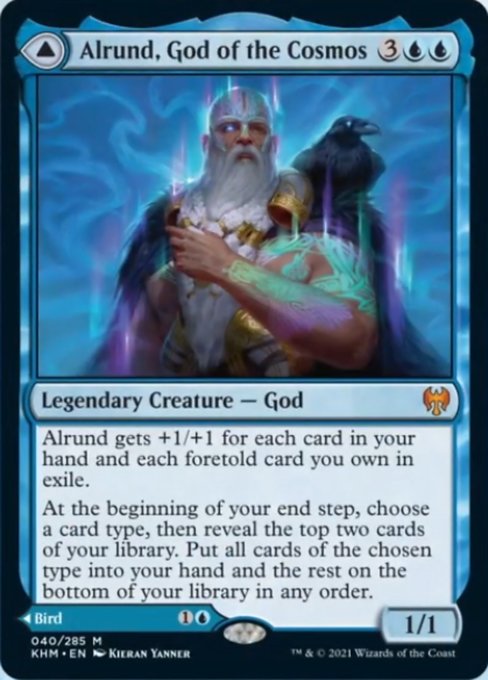 Alrund, God of the Cosmos 3
Legendary Creature — God
Alrund gets +1/+1 for each card in your
hand and each foretold card you own in
exile.
At the beginning of your end step, choose
a card type, then reveal the top two cards
of your library. Put all cards of the chosen
type into your hand and the rest on the
bottom of your library in any order.
Bird 1
1/1
040/285 M
KHM • EN Kieran Yanner
™ & © 2021 Wizards of the Coast